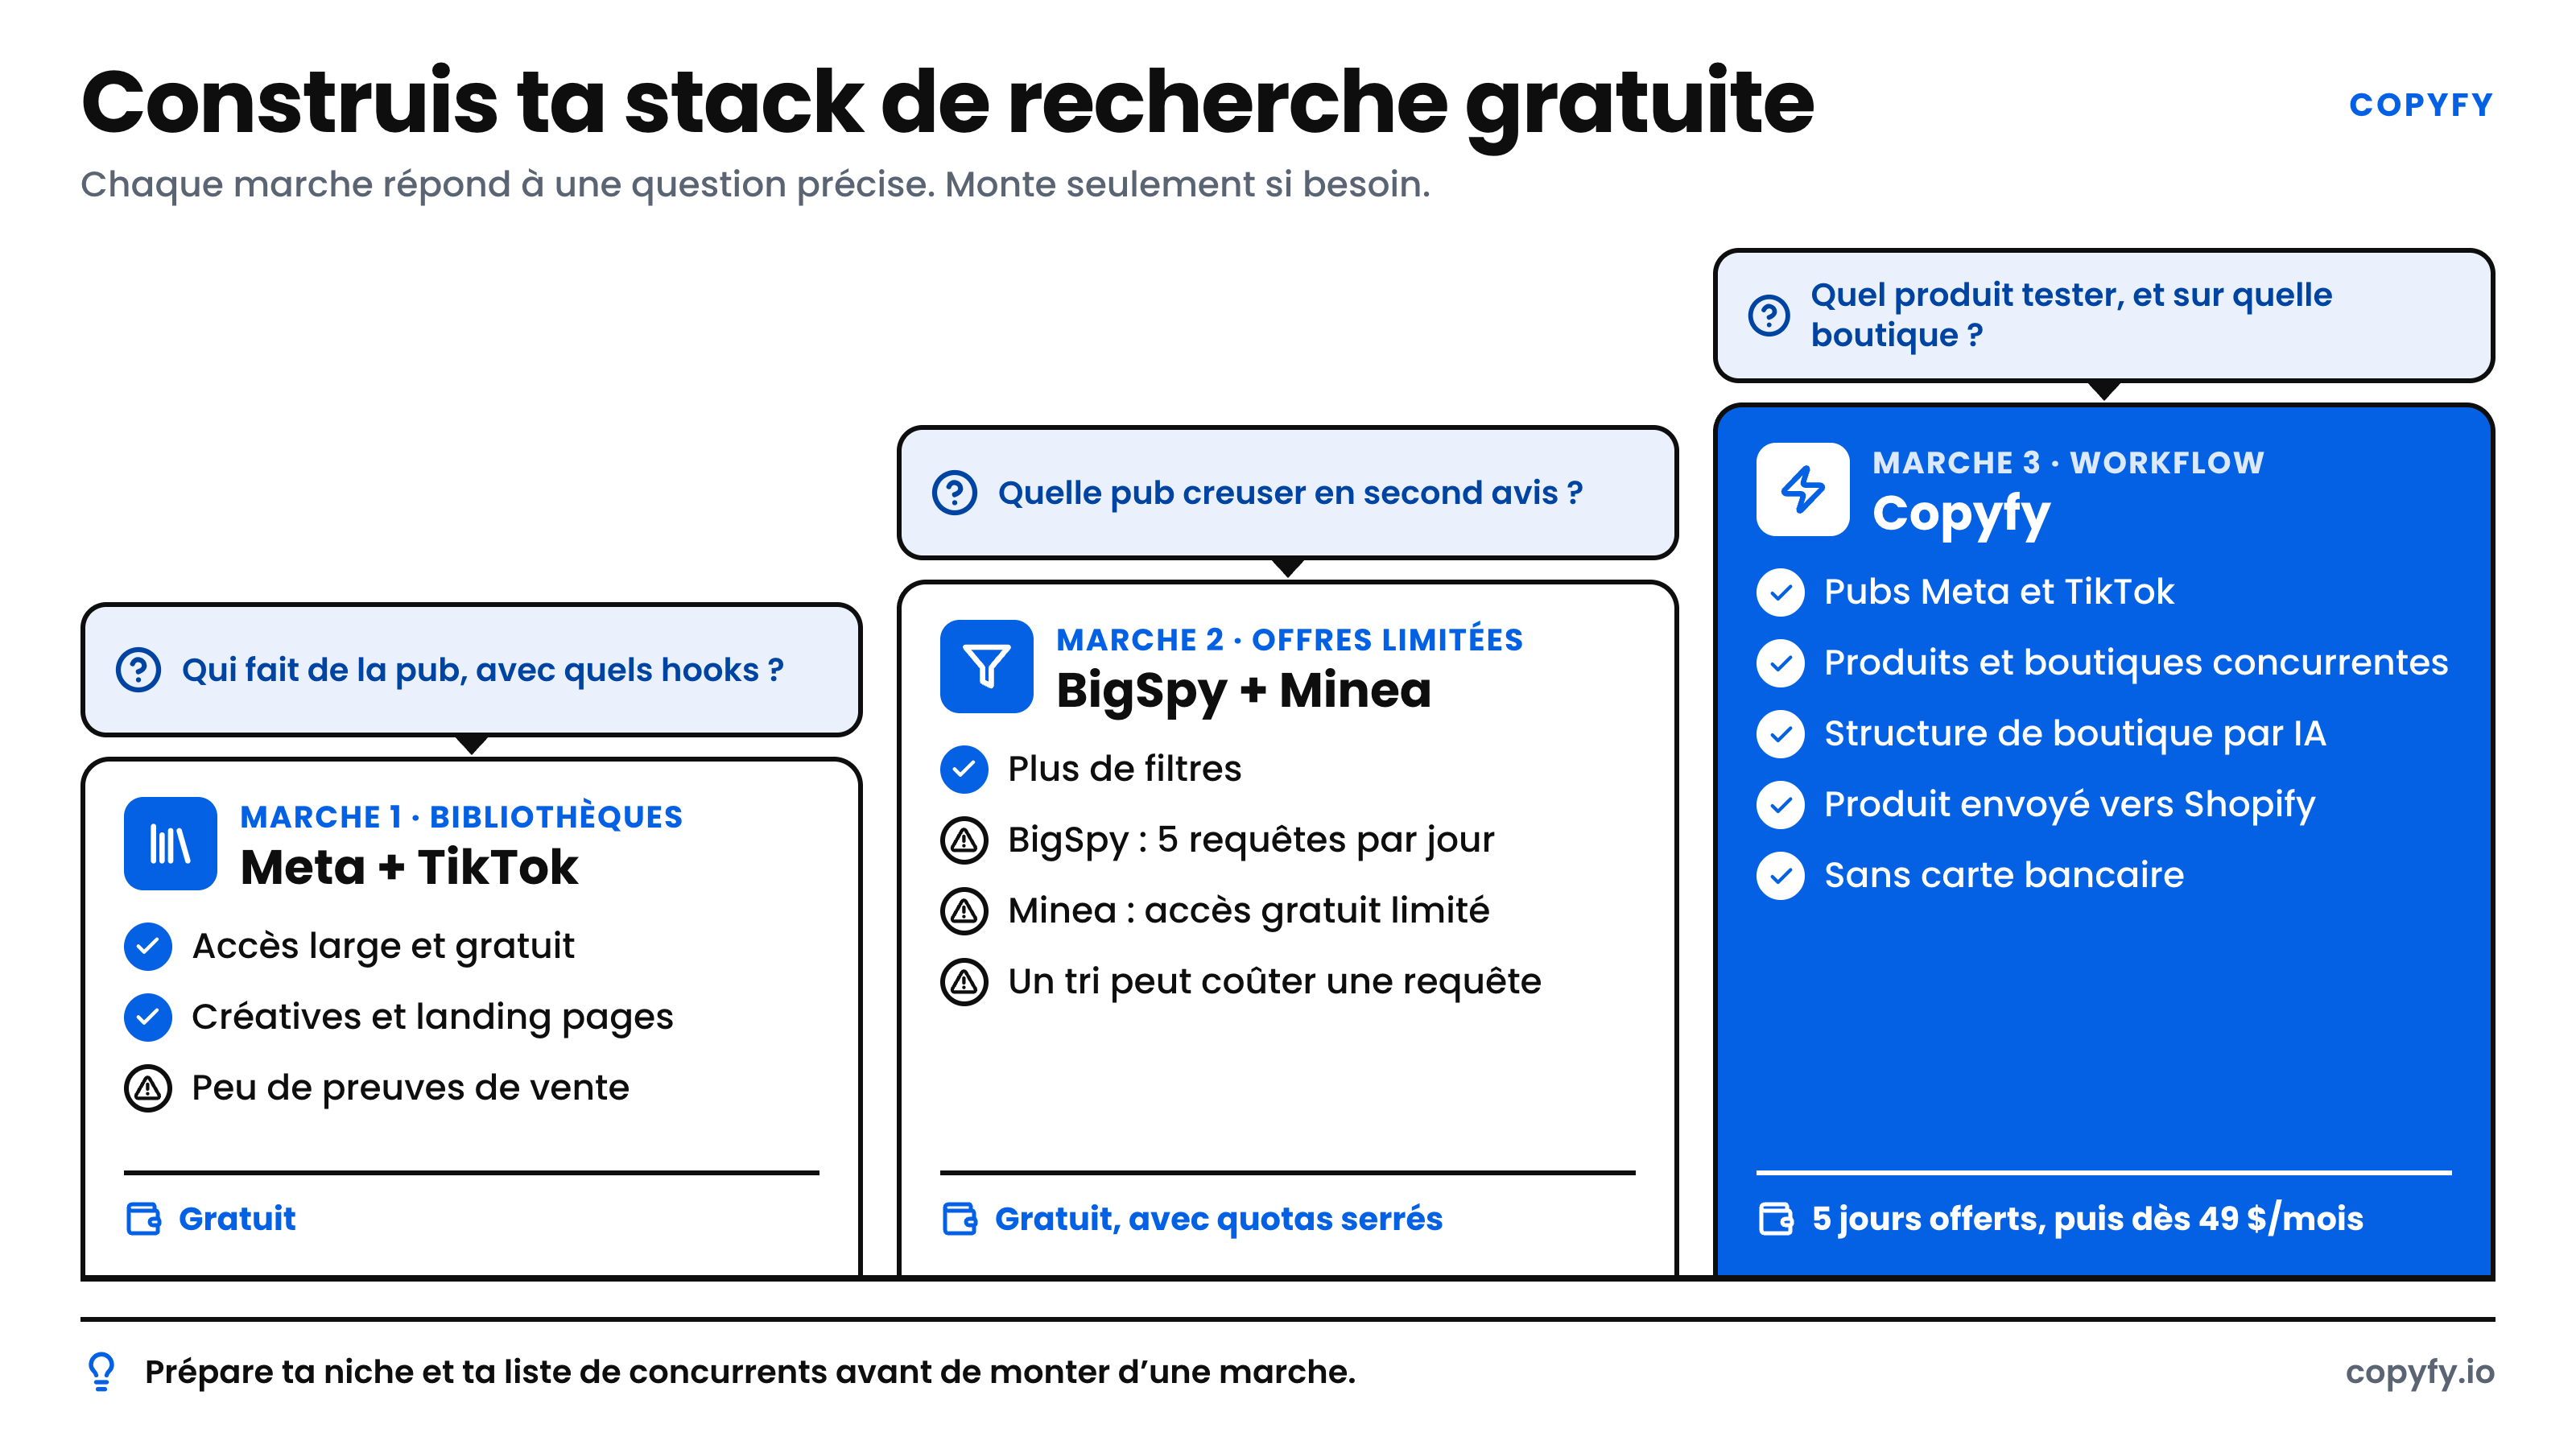 Construis ta stack de recherche gratuite
COPYFY
Chaque marche répond à une question précise. Monte seulement si besoin.
Qui fait de la pub, avec quels hooks ?
MARCHE 1 · BIBLIOTHÈQUES
Meta + TikTok
Accès large et gratuit
Créatives et landing pages
Peu de preuves de vente
Gratuit
Quelle pub creuser en second avis ?
MARCHE 2 · OFFRES LIMITÉES
BigSpy + Minea
Plus de filtres
BigSpy : 5 requêtes par jour
Minea : accès gratuit limité
Un tri peut coûter une requête
Gratuit, avec quotas serrés
Quel produit tester, et sur quelle
boutique ?
MARCHE 3 · WORKFLOW
Copyfy
Pubs Meta et TikTok
Produits et boutiques concurrentes
Structure de boutique par IA
Produit envoyé vers Shopify
Sans carte bancaire
5 jours offerts, puis dès 49 $/mois
Prépare ta niche et ta liste de concurrents avant de monter d’une marche.
copyfy.io